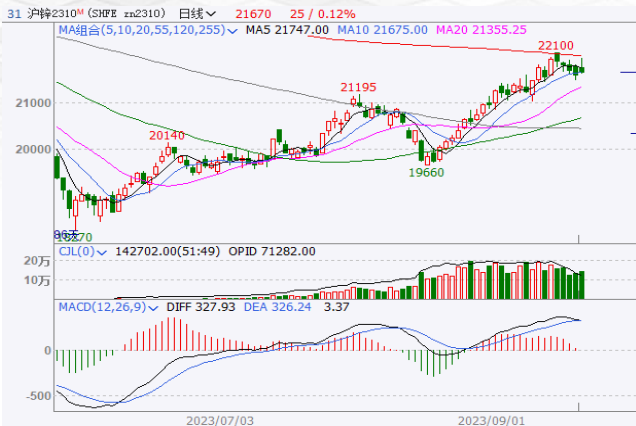 31 沪锌2310ᴹ (SHFE zn2310) 日线 21670 25 / 0.12%
MA组合(5,10,20,55,120,255) MA5 21747.00 MA10 21675.00 MA20 21355.25
22100
21195
21000
20140
20000
19660
86天
18270
CJL(0) 142702.00(51:49) OPID 71282.00
20万
10万
MACD(12,26,9) DIFF 327.93 DEA 326.24 3.37
0
-500
2023/07/03 2023/09/01